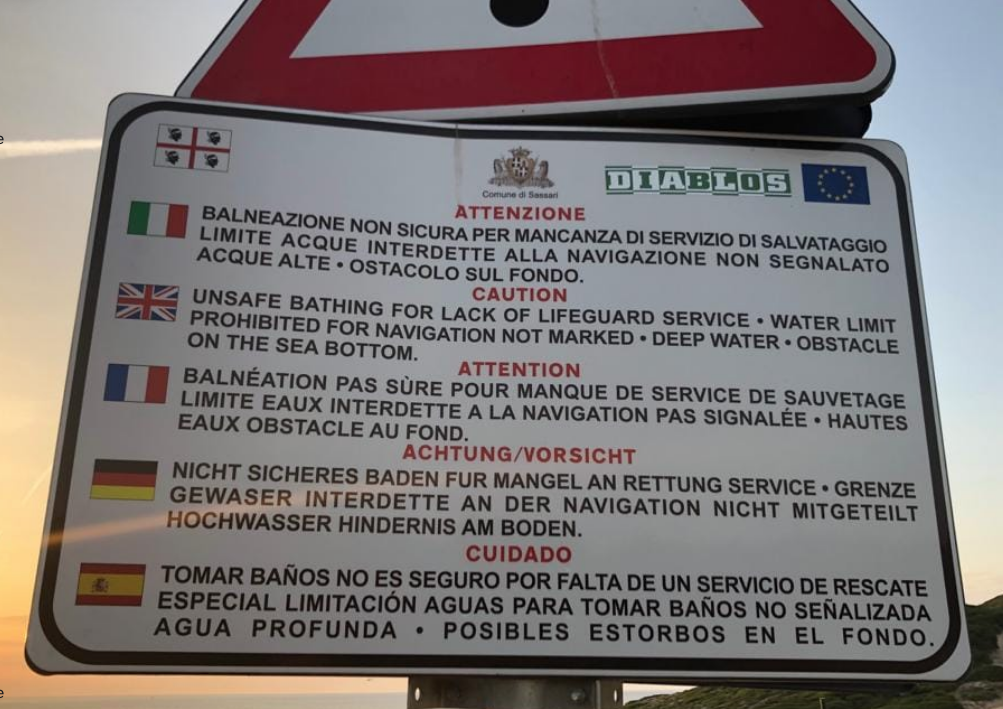 Comune di Sassari
DIABLOS
ATTENZIONE
BALNEAZIONE NON SICURA PER MANCANZA DI SERVIZIO DI SALVATAGGIO
LIMITE ACQUE INTERDETTE ALLA NAVIGAZIONE NON SEGNALATO
ACQUE ALTE • OSTACOLO SUL FONDO.
CAUTION
UNSAFE BATHING FOR LACK OF LIFEGUARD SERVICE • WATER LIMIT
PROHIBITED FOR NAVIGATION NOT MARKED • DEEP WATER • OBSTACLE
ON THE SEA BOTTOM.
ATTENTION
BALNÉATION PAS SÙRE POUR MANQUE DE SERVICE DE SAUVETAGE
LIMITE EAUX INTERDETTE A LA NAVIGATION PAS SIGNALÉE • HAUTES
EAUX OBSTACLE AU FOND.
ACHTUNG/VORSICHT
NICHT SICHERES BADEN FUR MANGEL AN RETTUNG SERVICE • GRENZE
GEWASER INTERDETTE AN DER NAVIGATION NICHT MITGETEILT
HOCHWASSER HINDERNIS AM BODEN.
CUIDADO
TOMAR BAÑOS NO ES SEGURO POR FALTA DE UN SERVICIO DE RESCATE
ESPECIAL LIMITACIÓN AGUAS PARA TOMAR BAÑOS NO SEÑALIZADA
AGUA PROFUNDA • POSIBLES ESTORBOS EN EL FONDO.